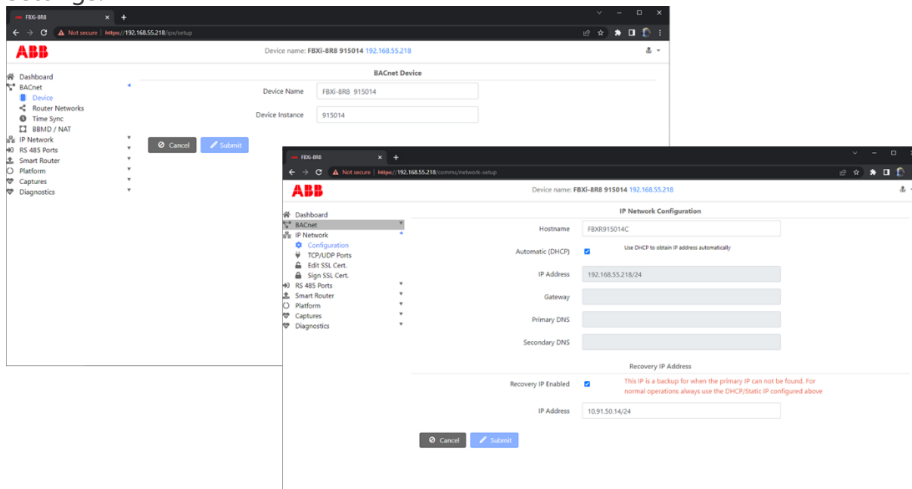 FBXi-8R8
Not secure | https://192.168.55.218/ipx/setup
ABB
Device name: FBXi-8R8 915014 192.168.55.218
Dashboard
BACnet
Device
Router Networks
Time Sync
BBMD / NAT
IP Network
RS 485 Ports
Smart Router
Platform
Captures
Diagnostics
BACnet Device
Device Name
FBXi-8R8 915014
Device Instance
915014
Cancel
Submit
FBXi-8R8
Not secure | https://192.168.55.218/comms/network-setup
ABB
Device name: FBXi-8R8 915014 192.168.55.218
Dashboard
BACnet
IP Network
Configuration
TCP/UDP Ports
Edit SSL Cert.
Sign SSL Cert.
RS 485 Ports
Smart Router
Platform
Captures
Diagnostics
IP Network Configuration
Hostname
FBXR915014C
Automatic (DHCP)
Use DHCP to obtain IP address automatically
IP Address
192.168.55.218/24
Gateway
Primary DNS
Secondary DNS
Recovery IP Address
Recovery IP Enabled
This IP is a backup for when the primary IP can not be found. For
normal operations always use the DHCP/Static IP configured above
IP Address
10.91.50.14/24
Cancel
Submit